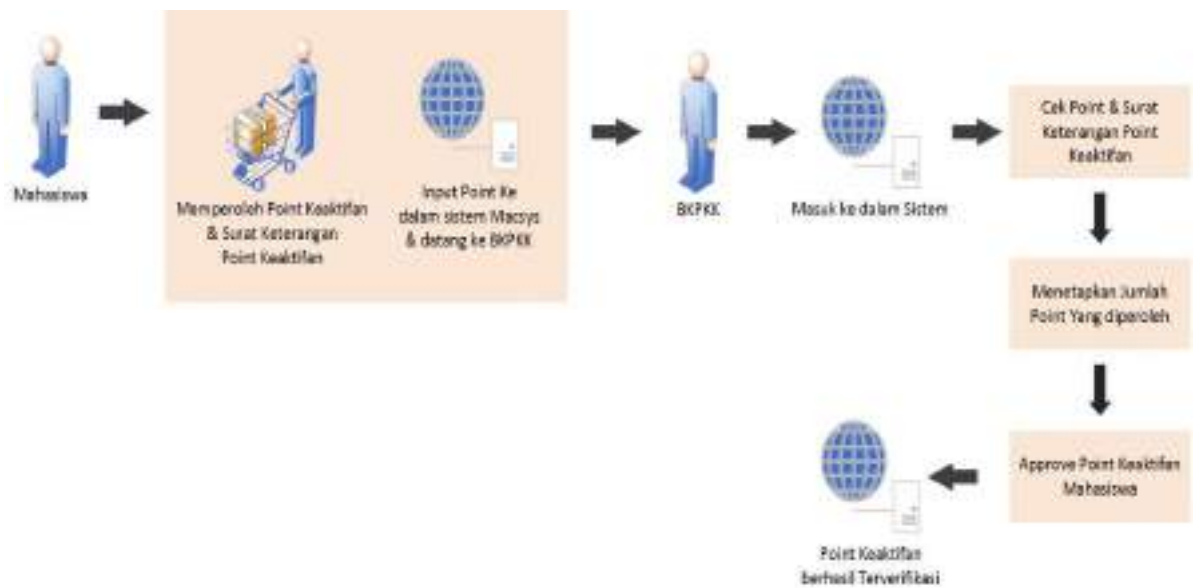 Mahasiswa
Memperoleh Point Keaktifan
& Surat Keterangan
Point Keaktifan
Input Point Ke
dalam sistem Macsys
& datang ke BKPKK
BKPKK
Masuk ke dalam Sistem
Cek Point & Surat
Keterangan Point
Keaktifan
Menetapkan Jumlah
Point Yang diperoleh
Approve Point Keaktifan
Mahasiswa
Point Keaktifan
berhasil Terverifikasi